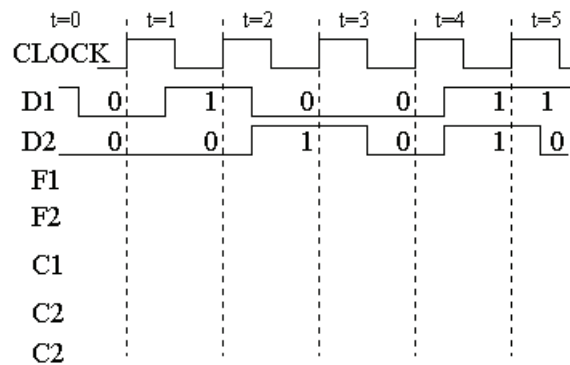 t=0 t=1 t=2 t=3 t=4 t=5
CLOCK
D1 0 1 0 0 1 1
D2 0 0 1 0 1 0
F1
F2
C1
C2
C2